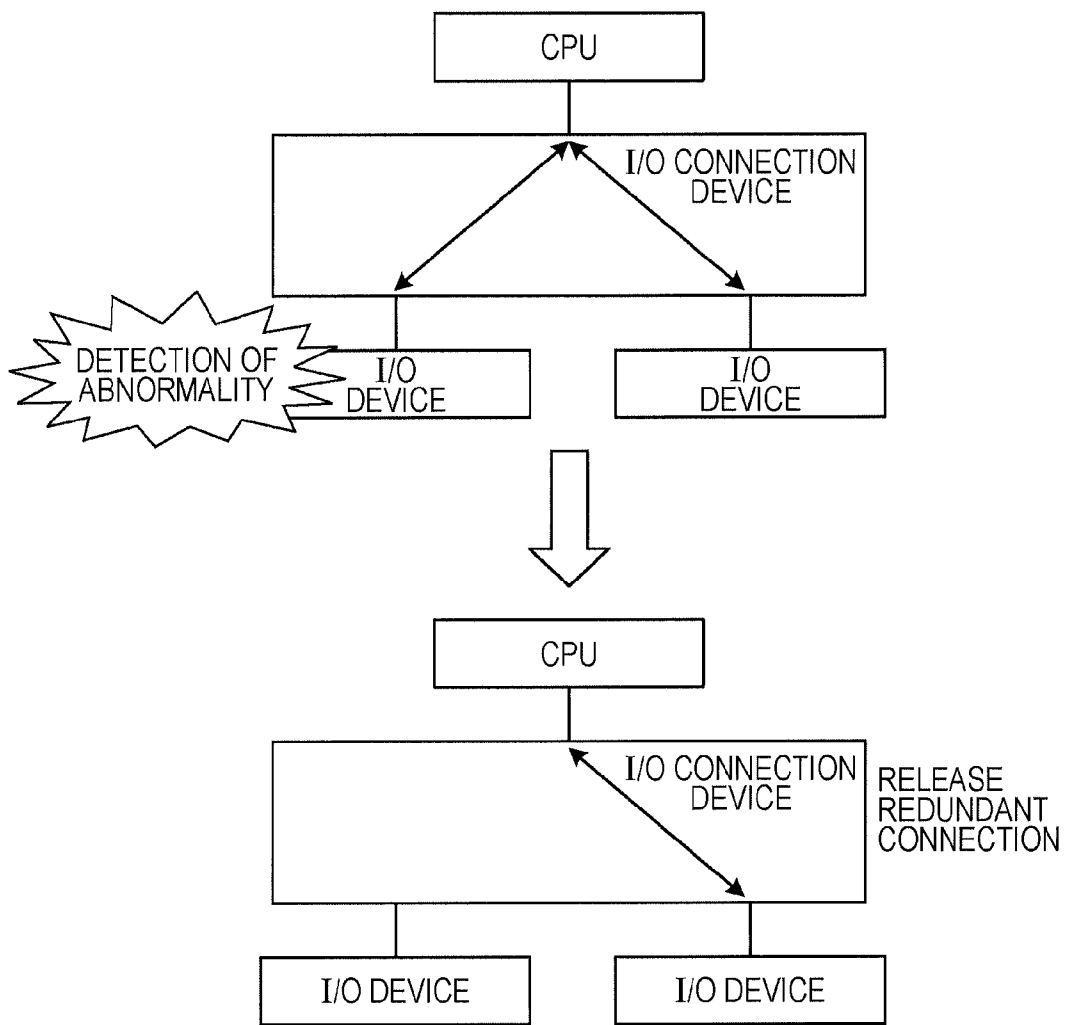 CPU
I/O CONNECTION
DEVICE
DETECTION OF
ABNORMALITY
I/O
DEVICE
I/O
DEVICE
CPU
I/O CONNECTION
DEVICE
RELEASE
REDUNDANT
CONNECTION
I/O DEVICE
I/O DEVICE